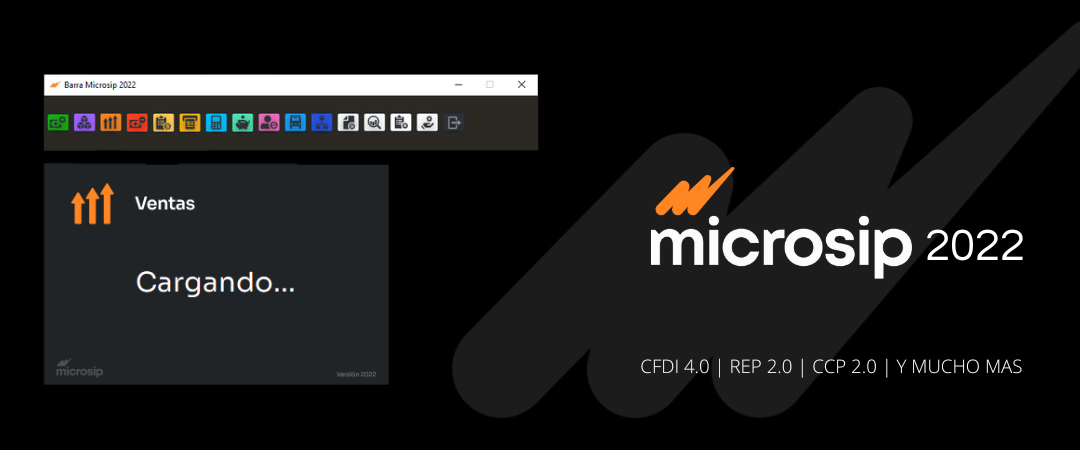 Barra Microsip 2022
Ventas
Cargando...
microsip
Versión 2022
microsip 2022
CFDI 4.0 | REP 2.0 | CCP 2.0 | Y MUCHO MAS